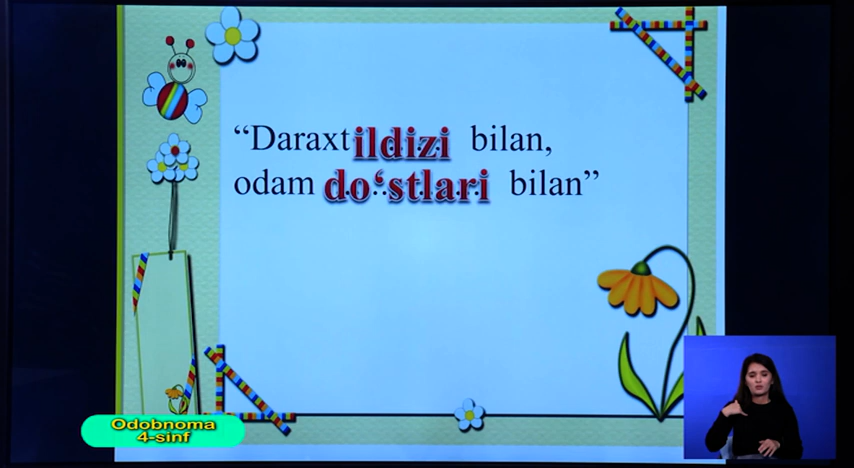 “Daraxt ildizi bilan,
odam do‘stlari bilan”
Odobnoma
4-sinf